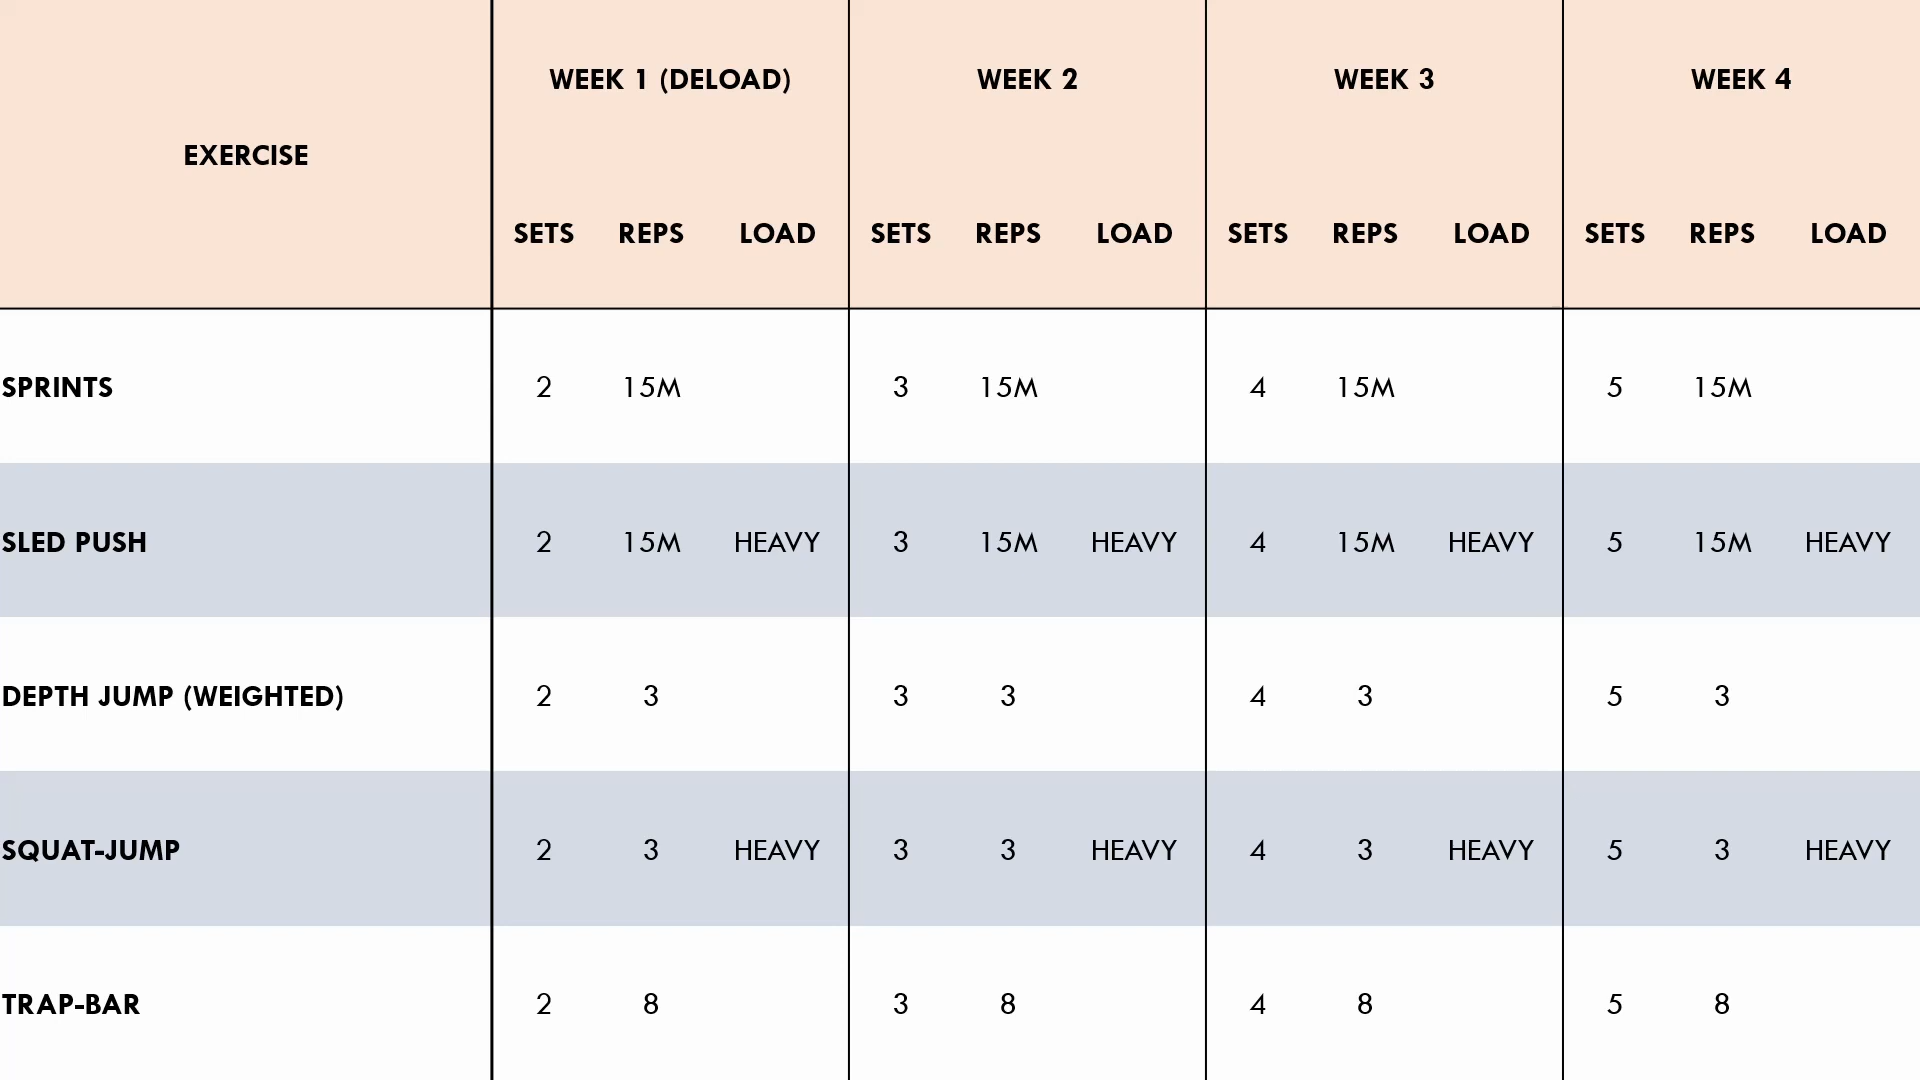 WEEK 1 (DELOAD) WEEK 2 WEEK 3 WEEK 4
EXERCISE
SETS REPS LOAD SETS REPS LOAD SETS REPS LOAD SETS REPS LOAD
SPRINTS 2 15M 3 15M 4 15M 5 15M
SLED PUSH 2 15M HEAVY 3 15M HEAVY 4 15M HEAVY 5 15M HEAVY
DEPTH JUMP (WEIGHTED) 2 3 3 3 4 3 5 3
SQUAT-JUMP 2 3 HEAVY 3 3 HEAVY 4 3 HEAVY 5 3 HEAVY
TRAP-BAR 2 8 3 8 4 8 5 8